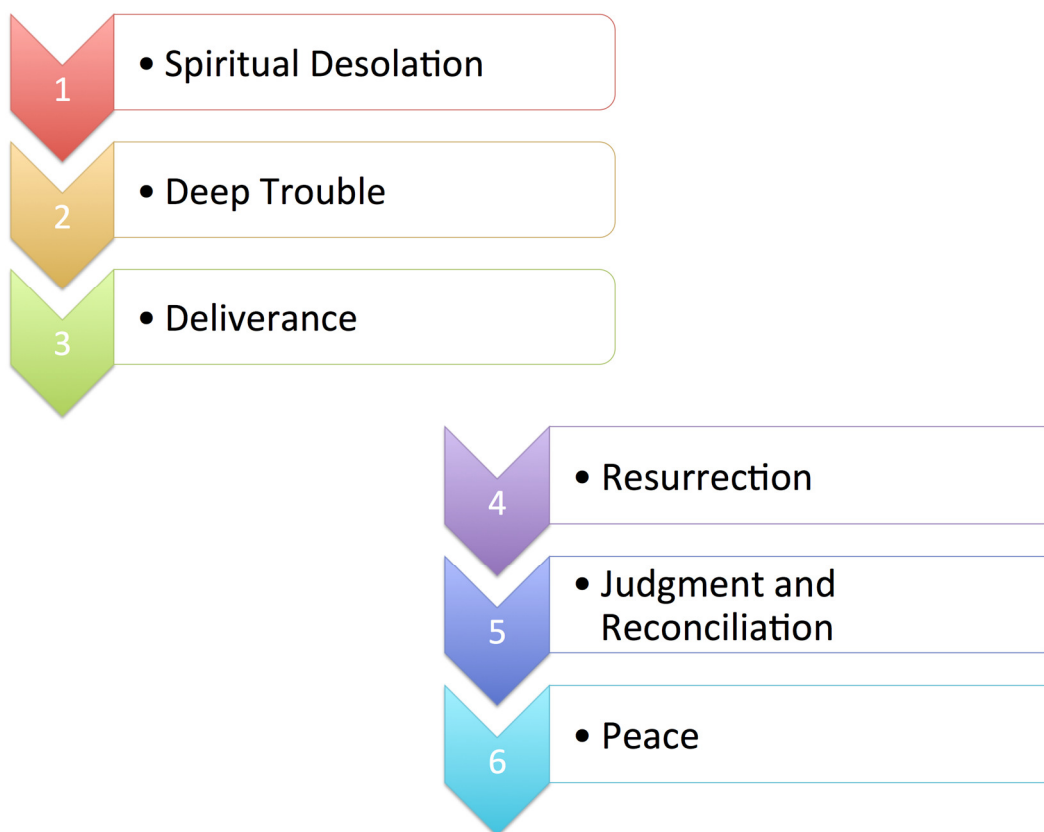 1
• Spiritual Desolation
2
• Deep Trouble
3
• Deliverance
4
• Resurrection
5
• Judgment and
Reconciliation
6
• Peace